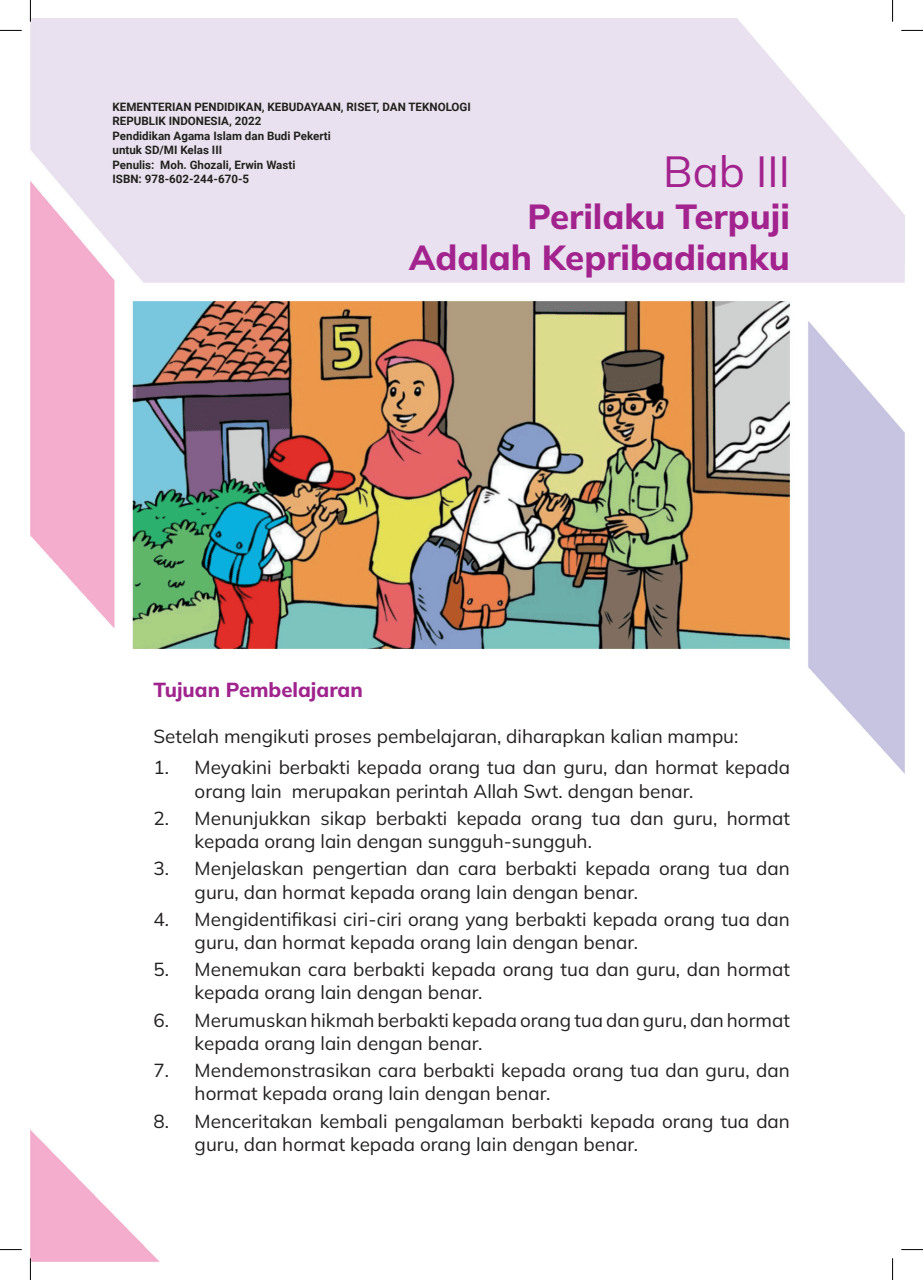 KEMENTERIAN PENDIDIKAN, KEBUDAYAAN, RISET, DAN TEKNOLOGI
REPUBLIK INDONESIA, 2022
Pendidikan Agama Islam dan Budi Pekerti
untuk SD/MI Kelas III
Penulis: Moh. Ghozali, Erwin Wasti
ISBN: 978-602-244-670-5
Bab III
Perilaku Terpuji
Adalah Kepribadianku
5
Tujuan Pembelajaran
Setelah mengikuti proses pembelajaran, diharapkan kalian mampu:
1. Meyakini berbakti kepada orang tua dan guru, dan hormat kepada
orang lain merupakan perintah Allah Swt. dengan benar.
2. Menunjukkan sikap berbakti kepada orang tua dan guru, hormat
kepada orang lain dengan sungguh-sungguh.
3. Menjelaskan pengertian dan cara berbakti kepada orang tua dan
guru, dan hormat kepada orang lain dengan benar.
4. Mengidentifikasi ciri-ciri orang yang berbakti kepada orang tua dan
guru, dan hormat kepada orang lain dengan benar.
5. Menemukan cara berbakti kepada orang tua dan guru, dan hormat
kepada orang lain dengan benar.
6. Merumuskan hikmah berbakti kepada orang tua dan guru, dan hormat
kepada orang lain dengan benar.
7. Mendemonstrasikan cara berbakti kepada orang tua dan guru, dan
hormat kepada orang lain dengan benar.
8. Menceritakan kembali pengalaman berbakti kepada orang tua dan
guru, dan hormat kepada orang lain dengan benar.